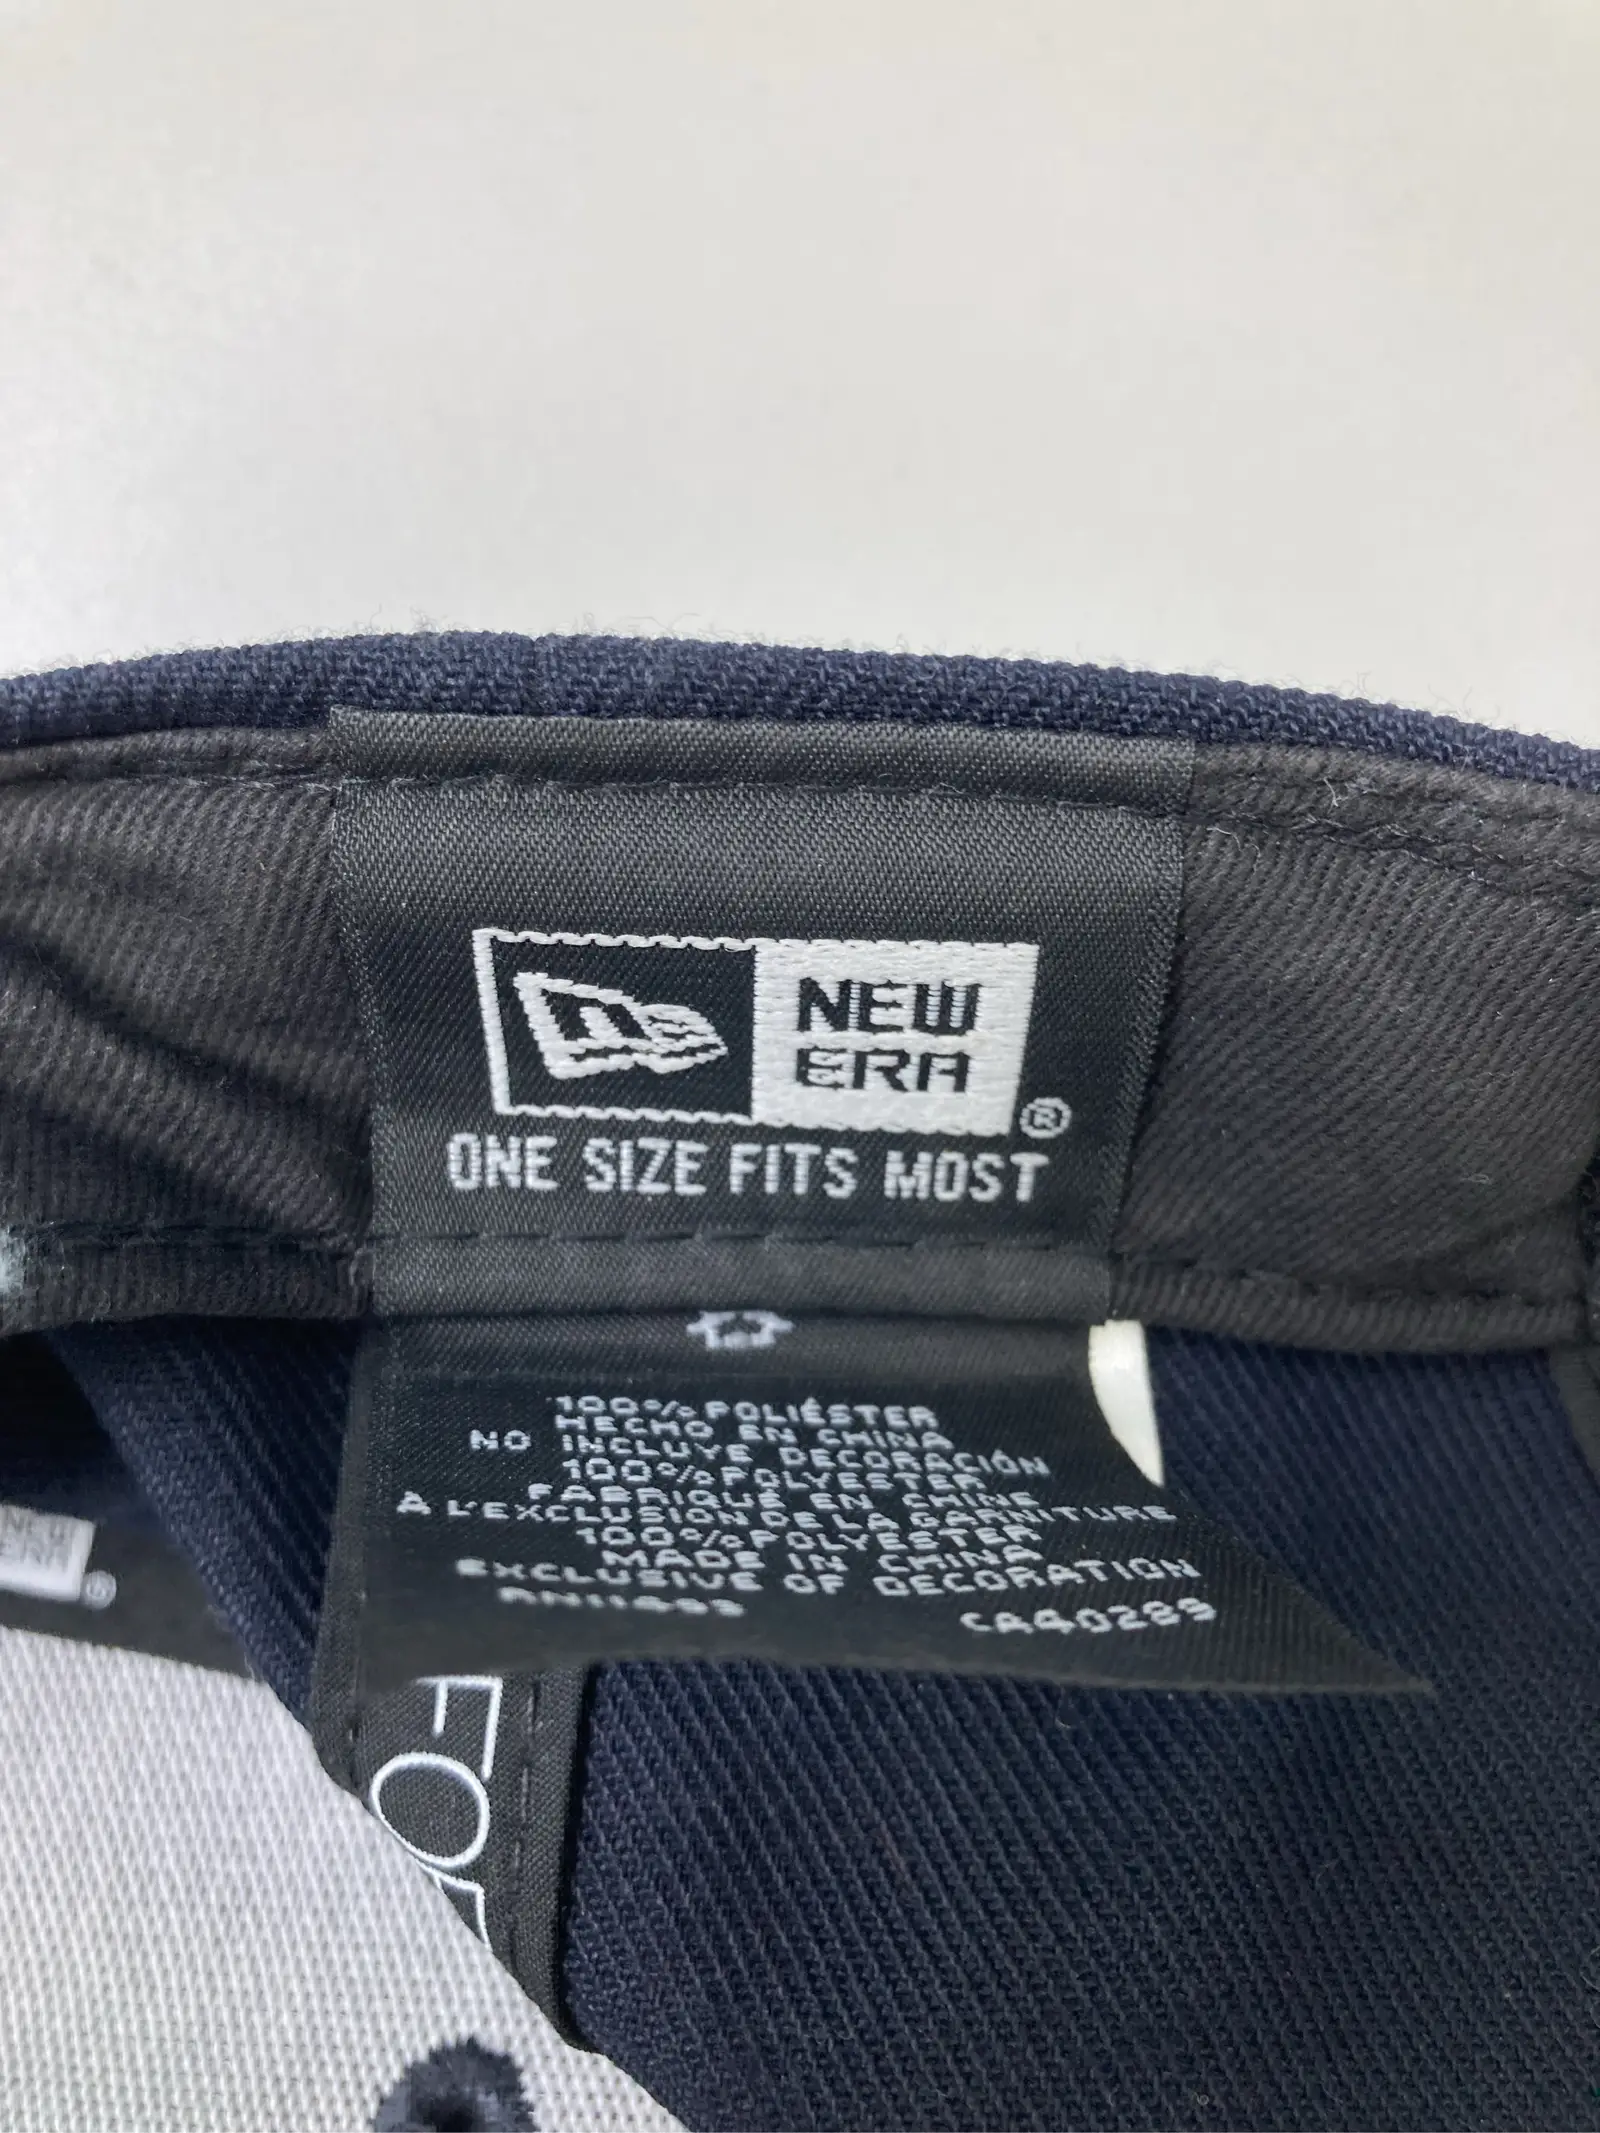 NEW
ERA
®
ONE SIZE FITS MOST
100%POLIÉSTER
HECHO EN CHINA
NO INCLUYE DECORACIÓN
100%POLYESTER
FABRIQUÉ EN CHINE
À L'EXCLUSION DE LA GARNITURE
100%POLYESTER
MADE IN CHINA
EXCLUSIVE OF DECORATION
CA40289
®
FOR